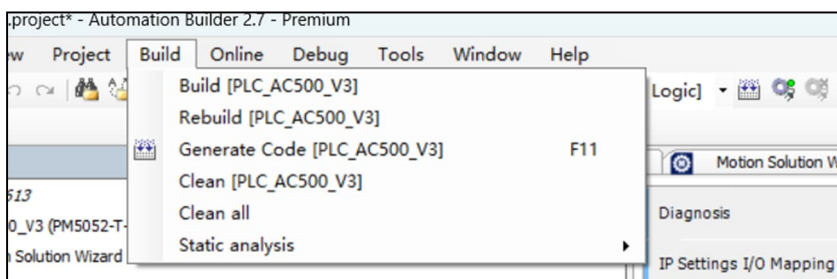 .project* - Automation Builder 2.7 - Premium
Project Build Online Debug Tools Window Help
Build [PLC_AC500_V3]
Logic]
Rebuild [PLC_AC500_V3]
Generate Code [PLC_AC500_V3] F11
Motion Solution W
Clean [PLC_AC500_V3]
513
Clean all
Diagnosis
0_V3 (PM5052-T-
Static analysis
Solution Wizard
IP Settings I/O Mapping